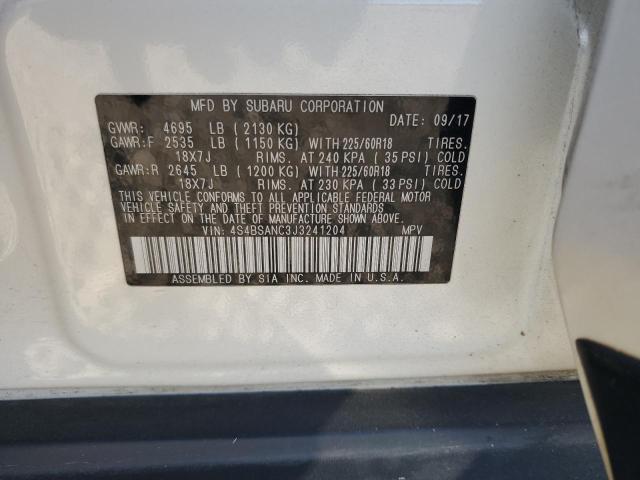 MFD BY SUBARU CORPORATION
GVWR: 4695 LB (2130 KG) DATE: 09/17
GAWR:F 2535 LB (1150 KG) WITH 225/60R18 TIRES.
18X7J RIMS. AT 240 KPA (35 PSI) COLD
GAWR:R 2645 LB (1200 KG) WITH 225/60R18 TIRES.
18X7J RIMS. AT 230 KPA (33 PSI) COLD
THIS VEHICLE CONFORMS TO ALL APPLICABLE FEDERAL MOTOR
VEHICLE SAFETY AND THEFT PREVENTION STANDARDS
IN EFFECT ON THE DATE OF MANUFACTURE SHOWN ABOVE.
VIN: 4S4BSANC3J3241204 MPV
ASSEMBLED BY SIA INC. MADE IN U.S.A.